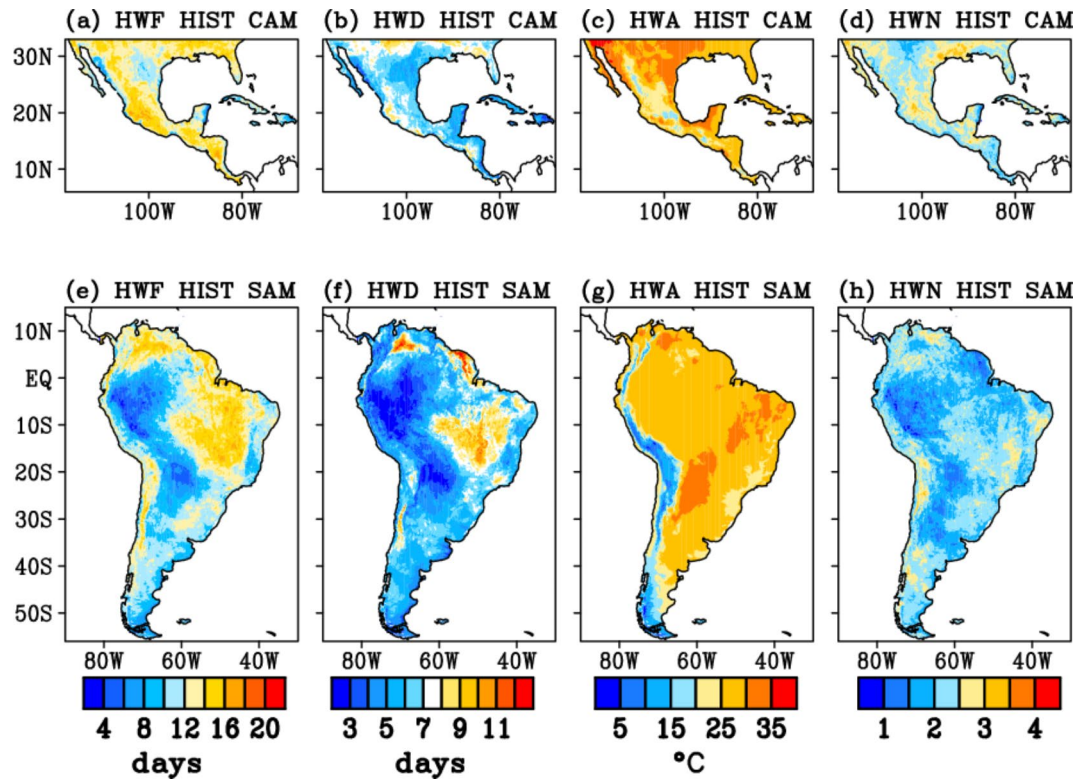 (a) HWF HIST CAM
(b) HWD HIST CAM
(c) HWA HIST CAM
(d) HWN HIST CAM
30N
20N
10N
100W 80W
100W 80W
100W 80W
100W 80W
(e) HWF HIST SAM
(f) HWD HIST SAM
(g) HWA HIST SAM
(h) HWN HIST SAM
10N
EQ
10S
20S
30S
40S
50S
80W 60W 40W
80W 60W 40W
80W 60W 40W
80W 60W 40W
4 8 12 16 20
3 5 7 9 11
5 15 25 35
1 2 3 4
days
days
°C